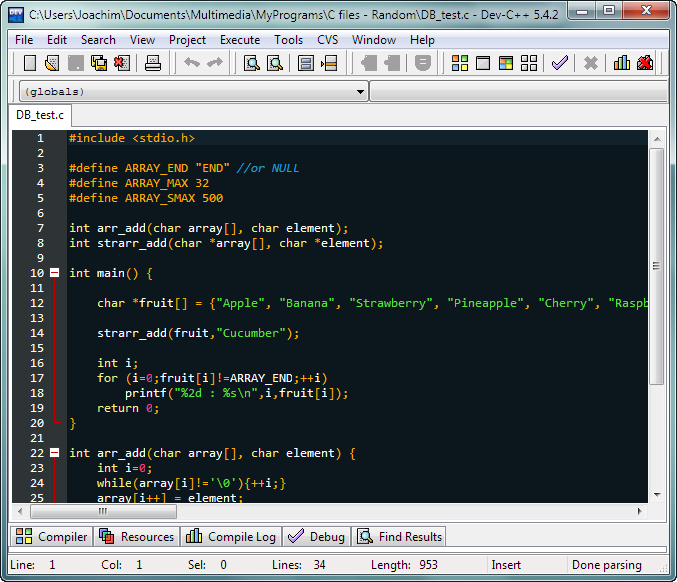 C:\Users\Joachim\Documents\Multimedia\MyPrograms\C files - Random\DB_test.c - Dev-C++ 5.4.2
File Edit Search View Project Execute Tools CVS Window Help
(globals)
DB_test.c
1 #include <stdio.h>
2
3 #define ARRAY_END "END" //or NULL
4 #define ARRAY_MAX 32
5 #define ARRAY_SMAX 500
6
7 int arr_add(char array[], char element);
8 int strarr_add(char *array[], char *element);
9
10 int main() {
11
12 char *fruit[] = {"Apple", "Banana", "Strawberry", "Pineapple", "Cherry", "Raspb
13
14 strarr_add(fruit,"Cucumber");
15
16 int i;
17 for (i=0;fruit[i]!=ARRAY_END;++i)
18 printf("%2d : %s\n",i,fruit[i]);
19 return 0;
20 }
21
22 int arr_add(char array[], char element) {
23 int i=0;
24 while(array[i]!='\0'){++i;}
25 array[i++] = element;
Compiler Resources Compile Log Debug Find Results
Line: 1 Col: 1 Sel: 0 Lines: 34 Length: 953 Insert Done parsing